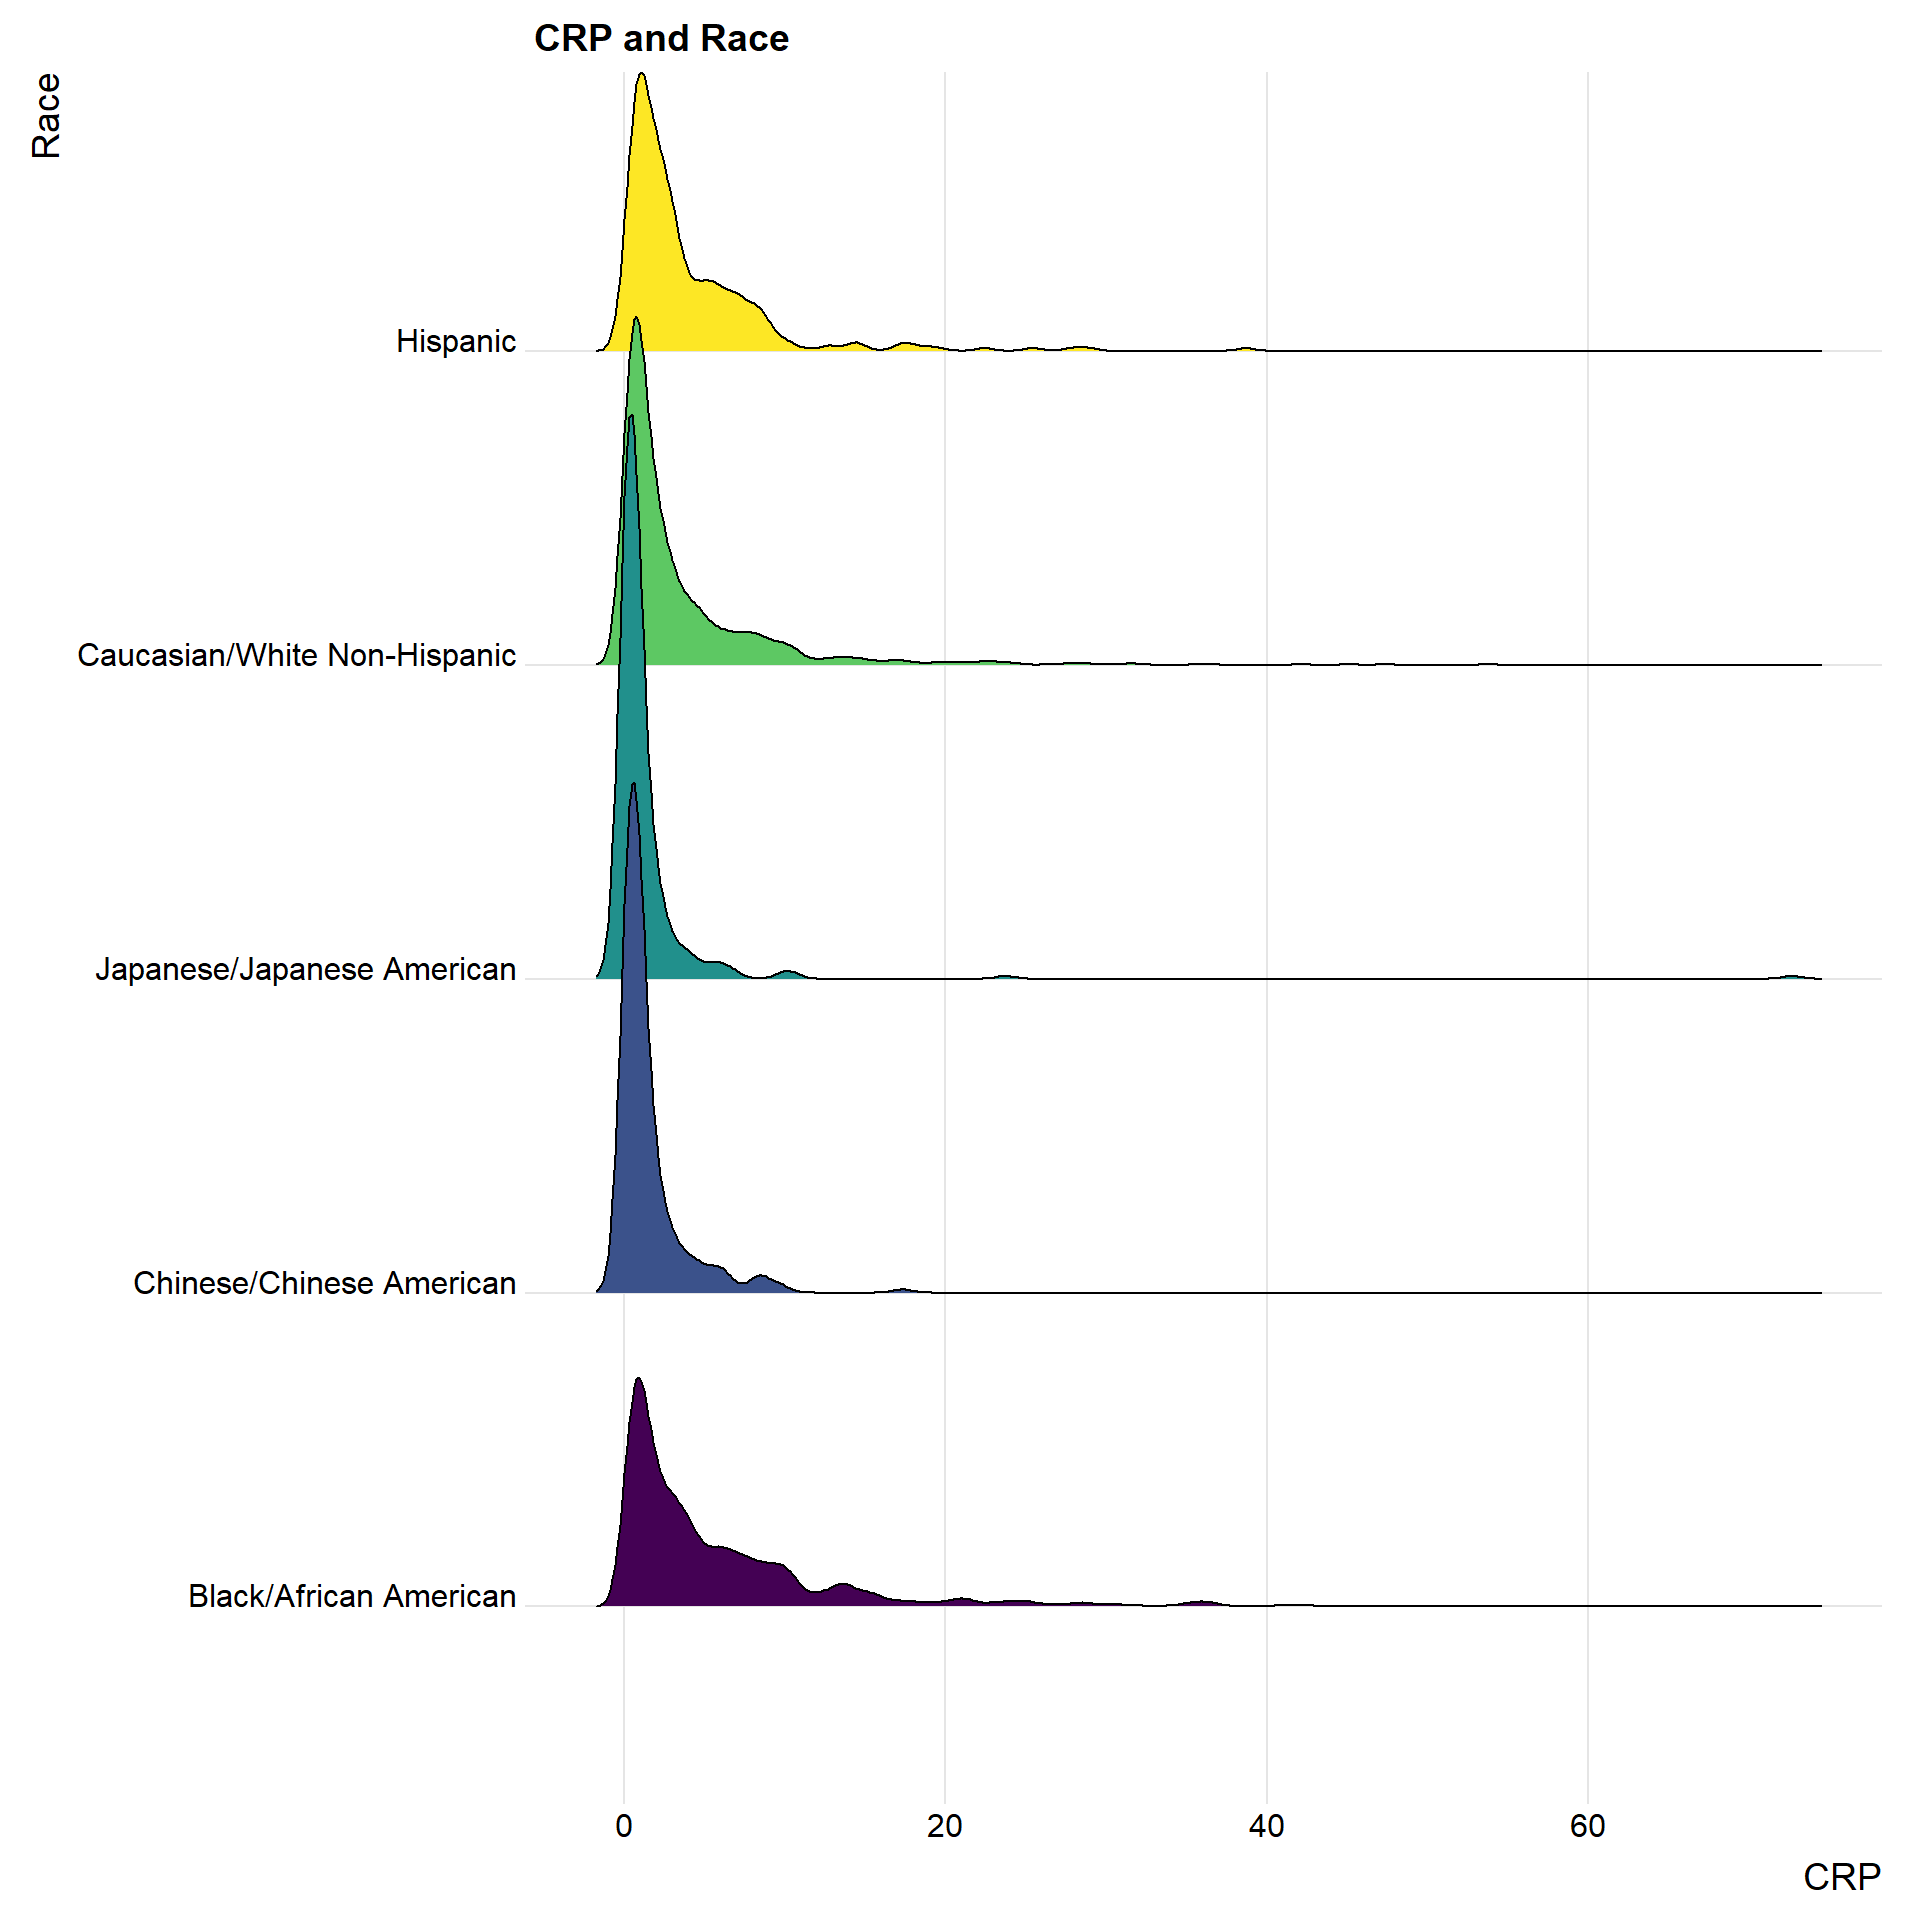 CRP and Race
Race
Hispanic
Caucasian/White Non-Hispanic
Japanese/Japanese American
Chinese/Chinese American
Black/African American
0 20 40 60
CRP